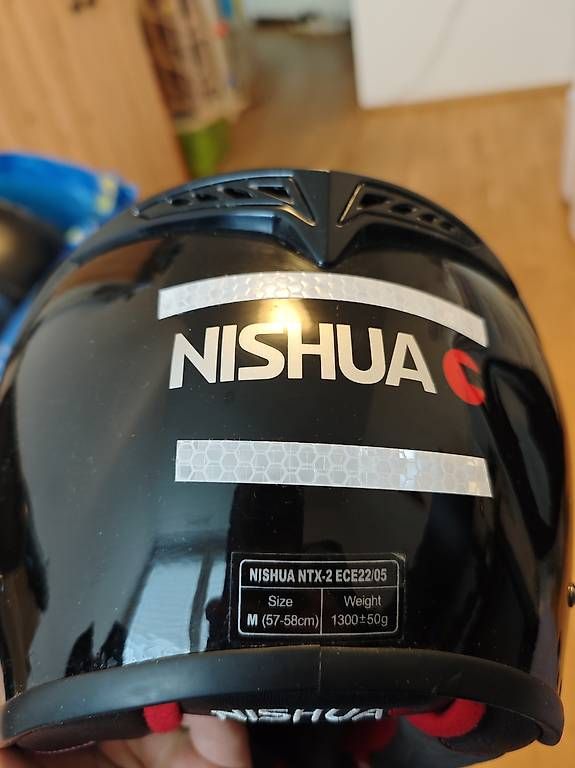 NISHUA
NISHUA NTX-2 ECE22/05
Size Weight
M (57-58cm) 1300±50g
NISHUA